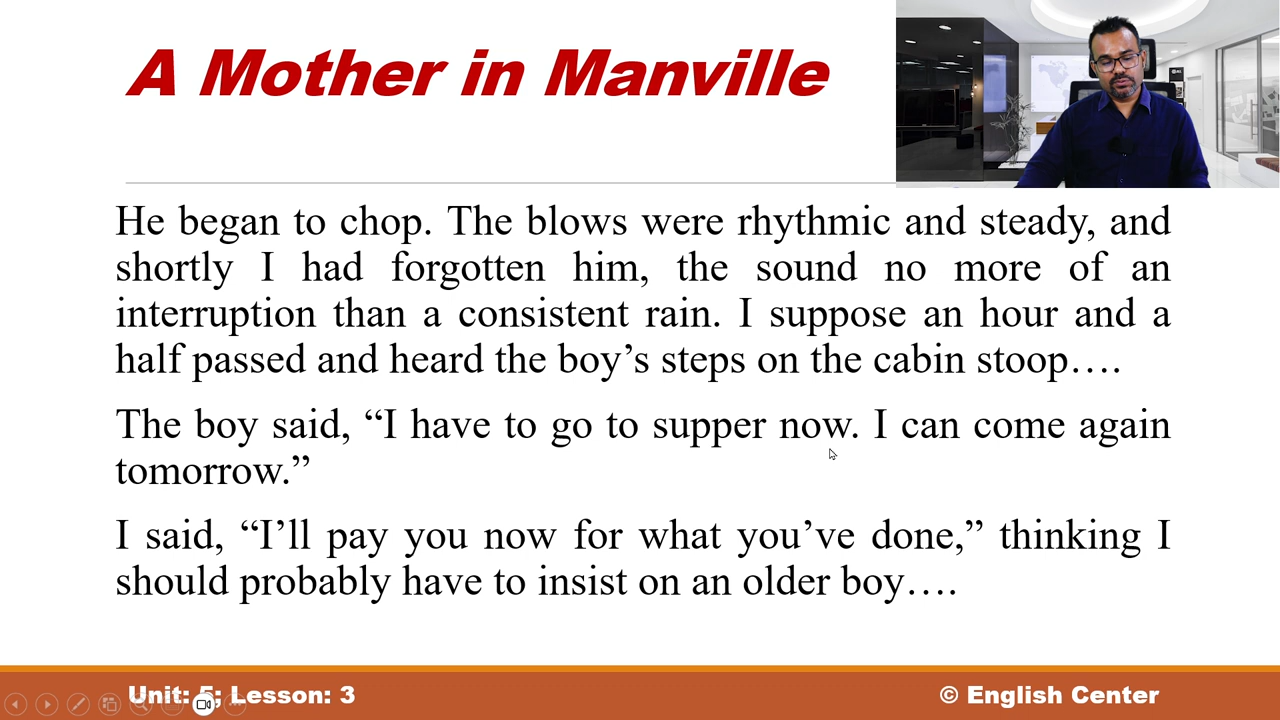 A Mother in Manville
He began to chop. The blows were rhythmic and steady, and
shortly I had forgotten him, the sound no more of an
interruption than a consistent rain. I suppose an hour and a
half passed and heard the boy’s steps on the cabin stoop….
The boy said, “I have to go to supper now. I can come again
tomorrow.”
I said, “I’ll pay you now for what you’ve done,” thinking I
should probably have to insist on an older boy….
Unit: 5; Lesson: 3
© English Center